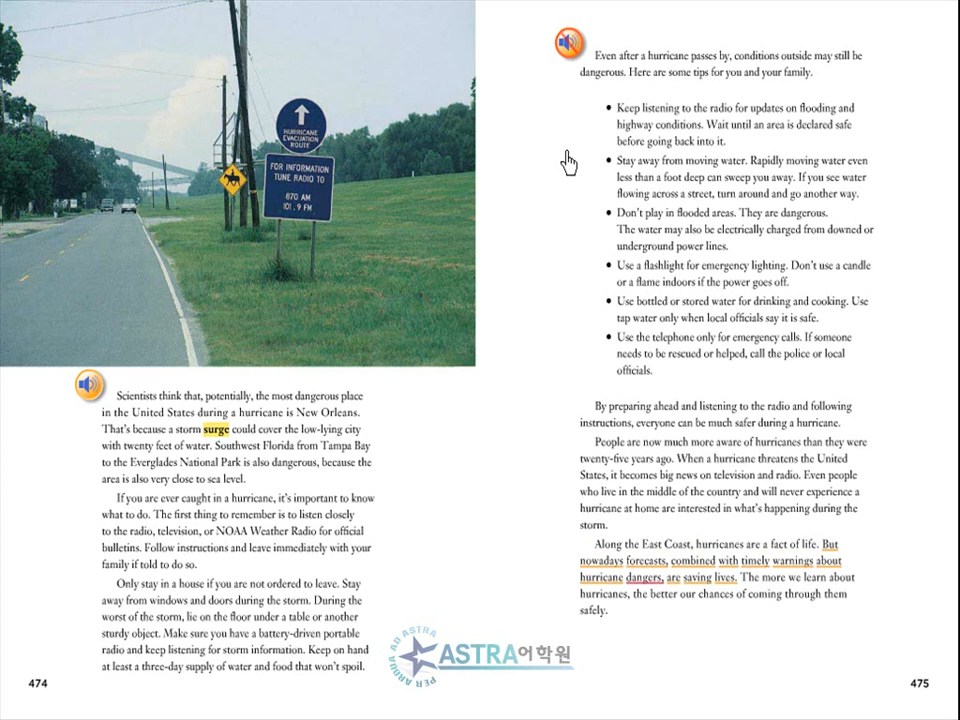 HURRICANE
EVACUATION
ROUTE
FOR INFORMATION
TUNE RADIO TO
870 AM
101.9 FM
Scientists think that, potentially, the most dangerous place
in the United States during a hurricane is New Orleans.
That's because a storm surge could cover the low-lying city
with twenty feet of water. Southwest Florida from Tampa Bay
to the Everglades National Park is also dangerous, because the
area is also very close to sea level.
If you are ever caught in a hurricane, it's important to know
what to do. The first thing to remember is to listen closely
to the radio, television, or NOAA Weather Radio for official
bulletins. Follow instructions and leave immediately with your
family if told to do so.
Only stay in a house if you are not ordered to leave. Stay
away from windows and doors during the storm. During the
worst of the storm, lie on the floor under a table or another
sturdy object. Make sure you have a battery-driven portable
radio and keep listening for storm information. Keep on hand
at least a three-day supply of water and food that won't spoil.
474
Even after a hurricane passes by, conditions outside may still be
dangerous. Here are some tips for you and your family.
• Keep listening to the radio for updates on flooding and
highway conditions. Wait until an area is declared safe
before going back into it.
• Stay away from moving water. Rapidly moving water even
less than a foot deep can sweep you away. If you see water
flowing across a street, turn around and go another way.
• Don't play in flooded areas. They are dangerous.
The water may also be electrically charged from downed or
underground power lines.
• Use a flashlight for emergency lighting. Don't use a candle
or a flame indoors if the power goes off.
• Use bottled or stored water for drinking and cooking. Use
tap water only when local officials say it is safe.
• Use the telephone only for emergency calls. If someone
needs to be rescued or helped, call the police or local
officials.
By preparing ahead and listening to the radio and following
instructions, everyone can be much safer during a hurricane.
People are now much more aware of hurricanes than they were
twenty-five years ago. When a hurricane threatens the United
States, it becomes big news on television and radio. Even people
who live in the middle of the country and will never experience a
hurricane at home are interested in what's happening during the
storm.
Along the East Coast, hurricanes are a fact of life. But
nowadays forecasts, combined with timely warnings about
hurricane dangers, are saving lives. The more we learn about
hurricanes, the better our chances of coming through them
safely.
475
PER ARDUA AD ASTRA
ASTRA어학원